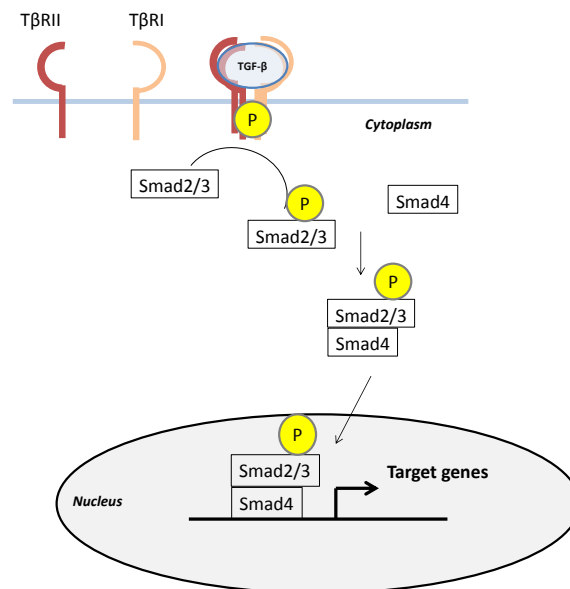 TβRII
TβRI
TGF-β
P
Cytoplasm
Smad2/3
P
Smad4
Smad2/3
P
Smad2/3
Smad4
P
Smad2/3
Target genes
Nucleus
Smad4